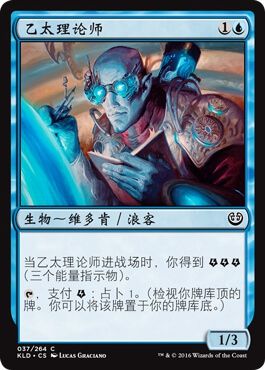 乙太理论师 1
生物～维多肯／浪客
当乙太理论师进战场时，你得到
（三个能量指示物）。
，支付 ：占卜 1。（检视你牌库顶的
牌。你可以将该牌置于你的牌库底。）
1/3
037/264 C
KLD • CS LUCAS GRACIANO
™ & © 2016 Wizards of the Coast